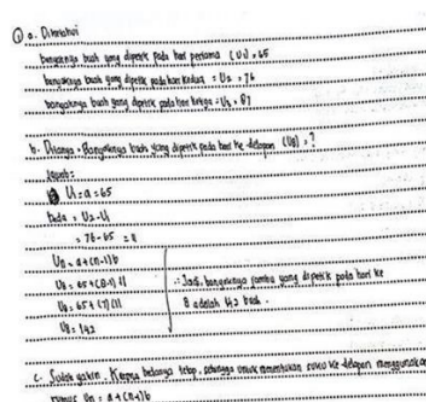 ① a. Diketahui
banyaknya buah yang dipetik pada hari pertama (U1) = 65
banyaknya buah yang dipetik pada hari kedua = U2 = 76
banyaknya buah yang dipetik pada hari ketiga = U3 = 87
b. Ditanya = Banyaknya buah yang dipetik pada hari ke-delapan (U8) = ?
Jawab =
U1 = a = 65
beda = U2 - U1
= 76 - 65 = 11
Un = a + (n-1) b
U8 = 65 + (8-1) 11
U8 = 65 + (7) (11)
U8 = 142
∴ Jadi, banyaknya jambu yang dipetik pada hari ke
8 adalah 142 buah.
c. Sudah yakin, Karena bedanya tetap, sehingga untuk menentukan suku ke-delapan menggunakan
rumus Un = a + (n-1) b